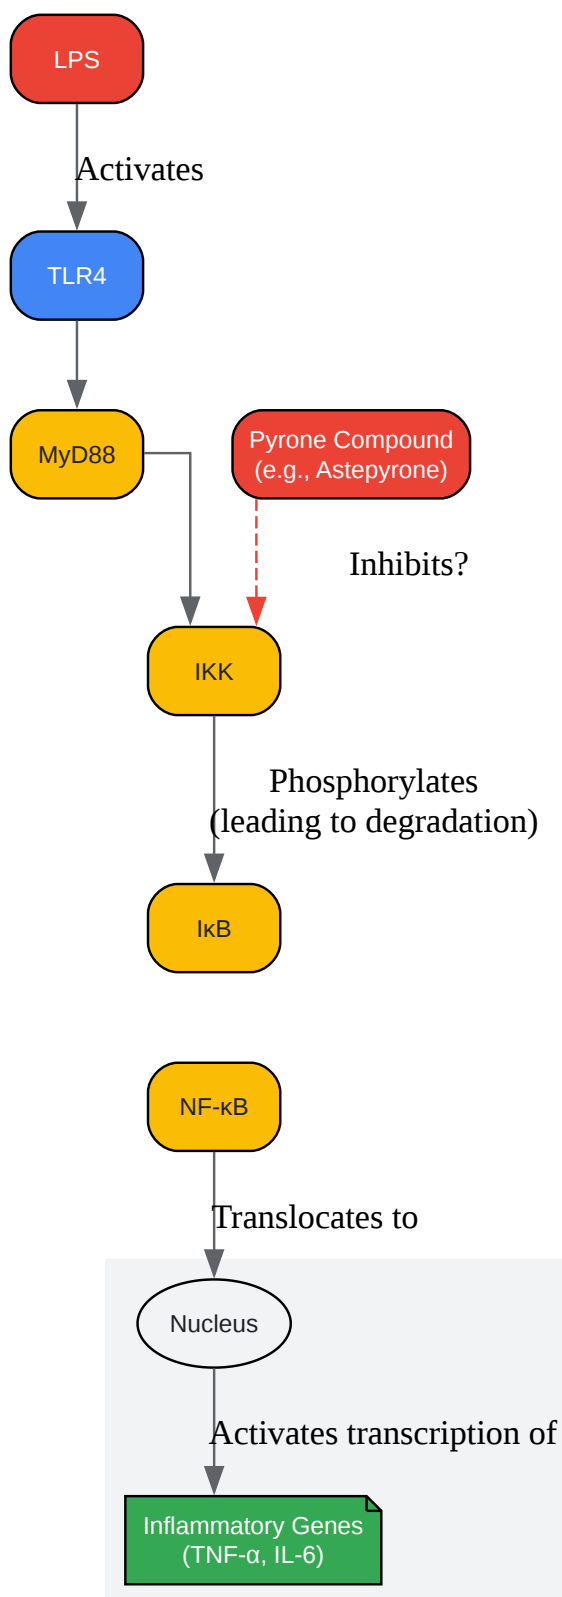 LPS
Activates
TLR4
MyD88
Pyrone Compound
(e.g., Astepyrone)
Inhibits?
IKK
Phosphorylates
(leading to degradation)
IκB
NF-κB
Translocates to
Nucleus
Activates transcription of
Inflammatory Genes
(TNF-α, IL-6)